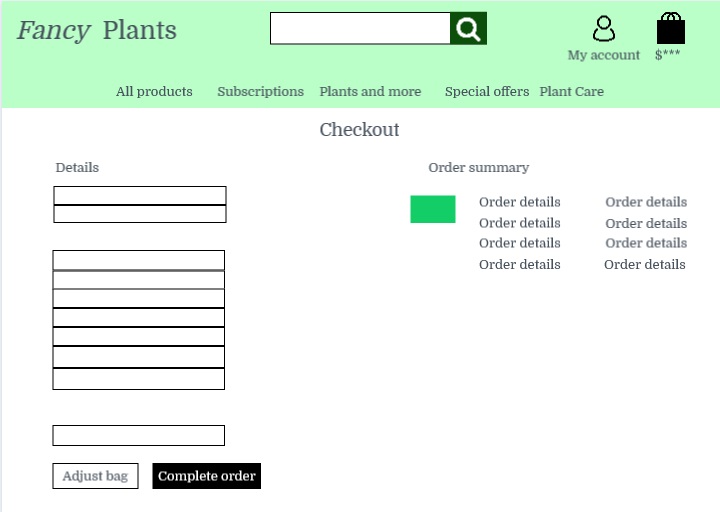 Fancy Plants
My account $***
All products Subscriptions Plants and more Special offers Plant Care
Checkout
Details
Order summary
Order details Order details
Order details Order details
Order details Order details
Order details Order details
Adjust bag Complete order